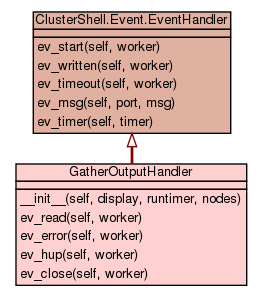 ClusterShell.Event.EventHandler
ev_start(self, worker)
ev_written(self, worker)
ev_timeout(self, worker)
ev_msg(self, port, msg)
ev_timer(self, timer)
GatherOutputHandler
__init__(self, display, runtimer, nodes)
ev_read(self, worker)
ev_error(self, worker)
ev_hup(self, worker)
ev_close(self, worker)